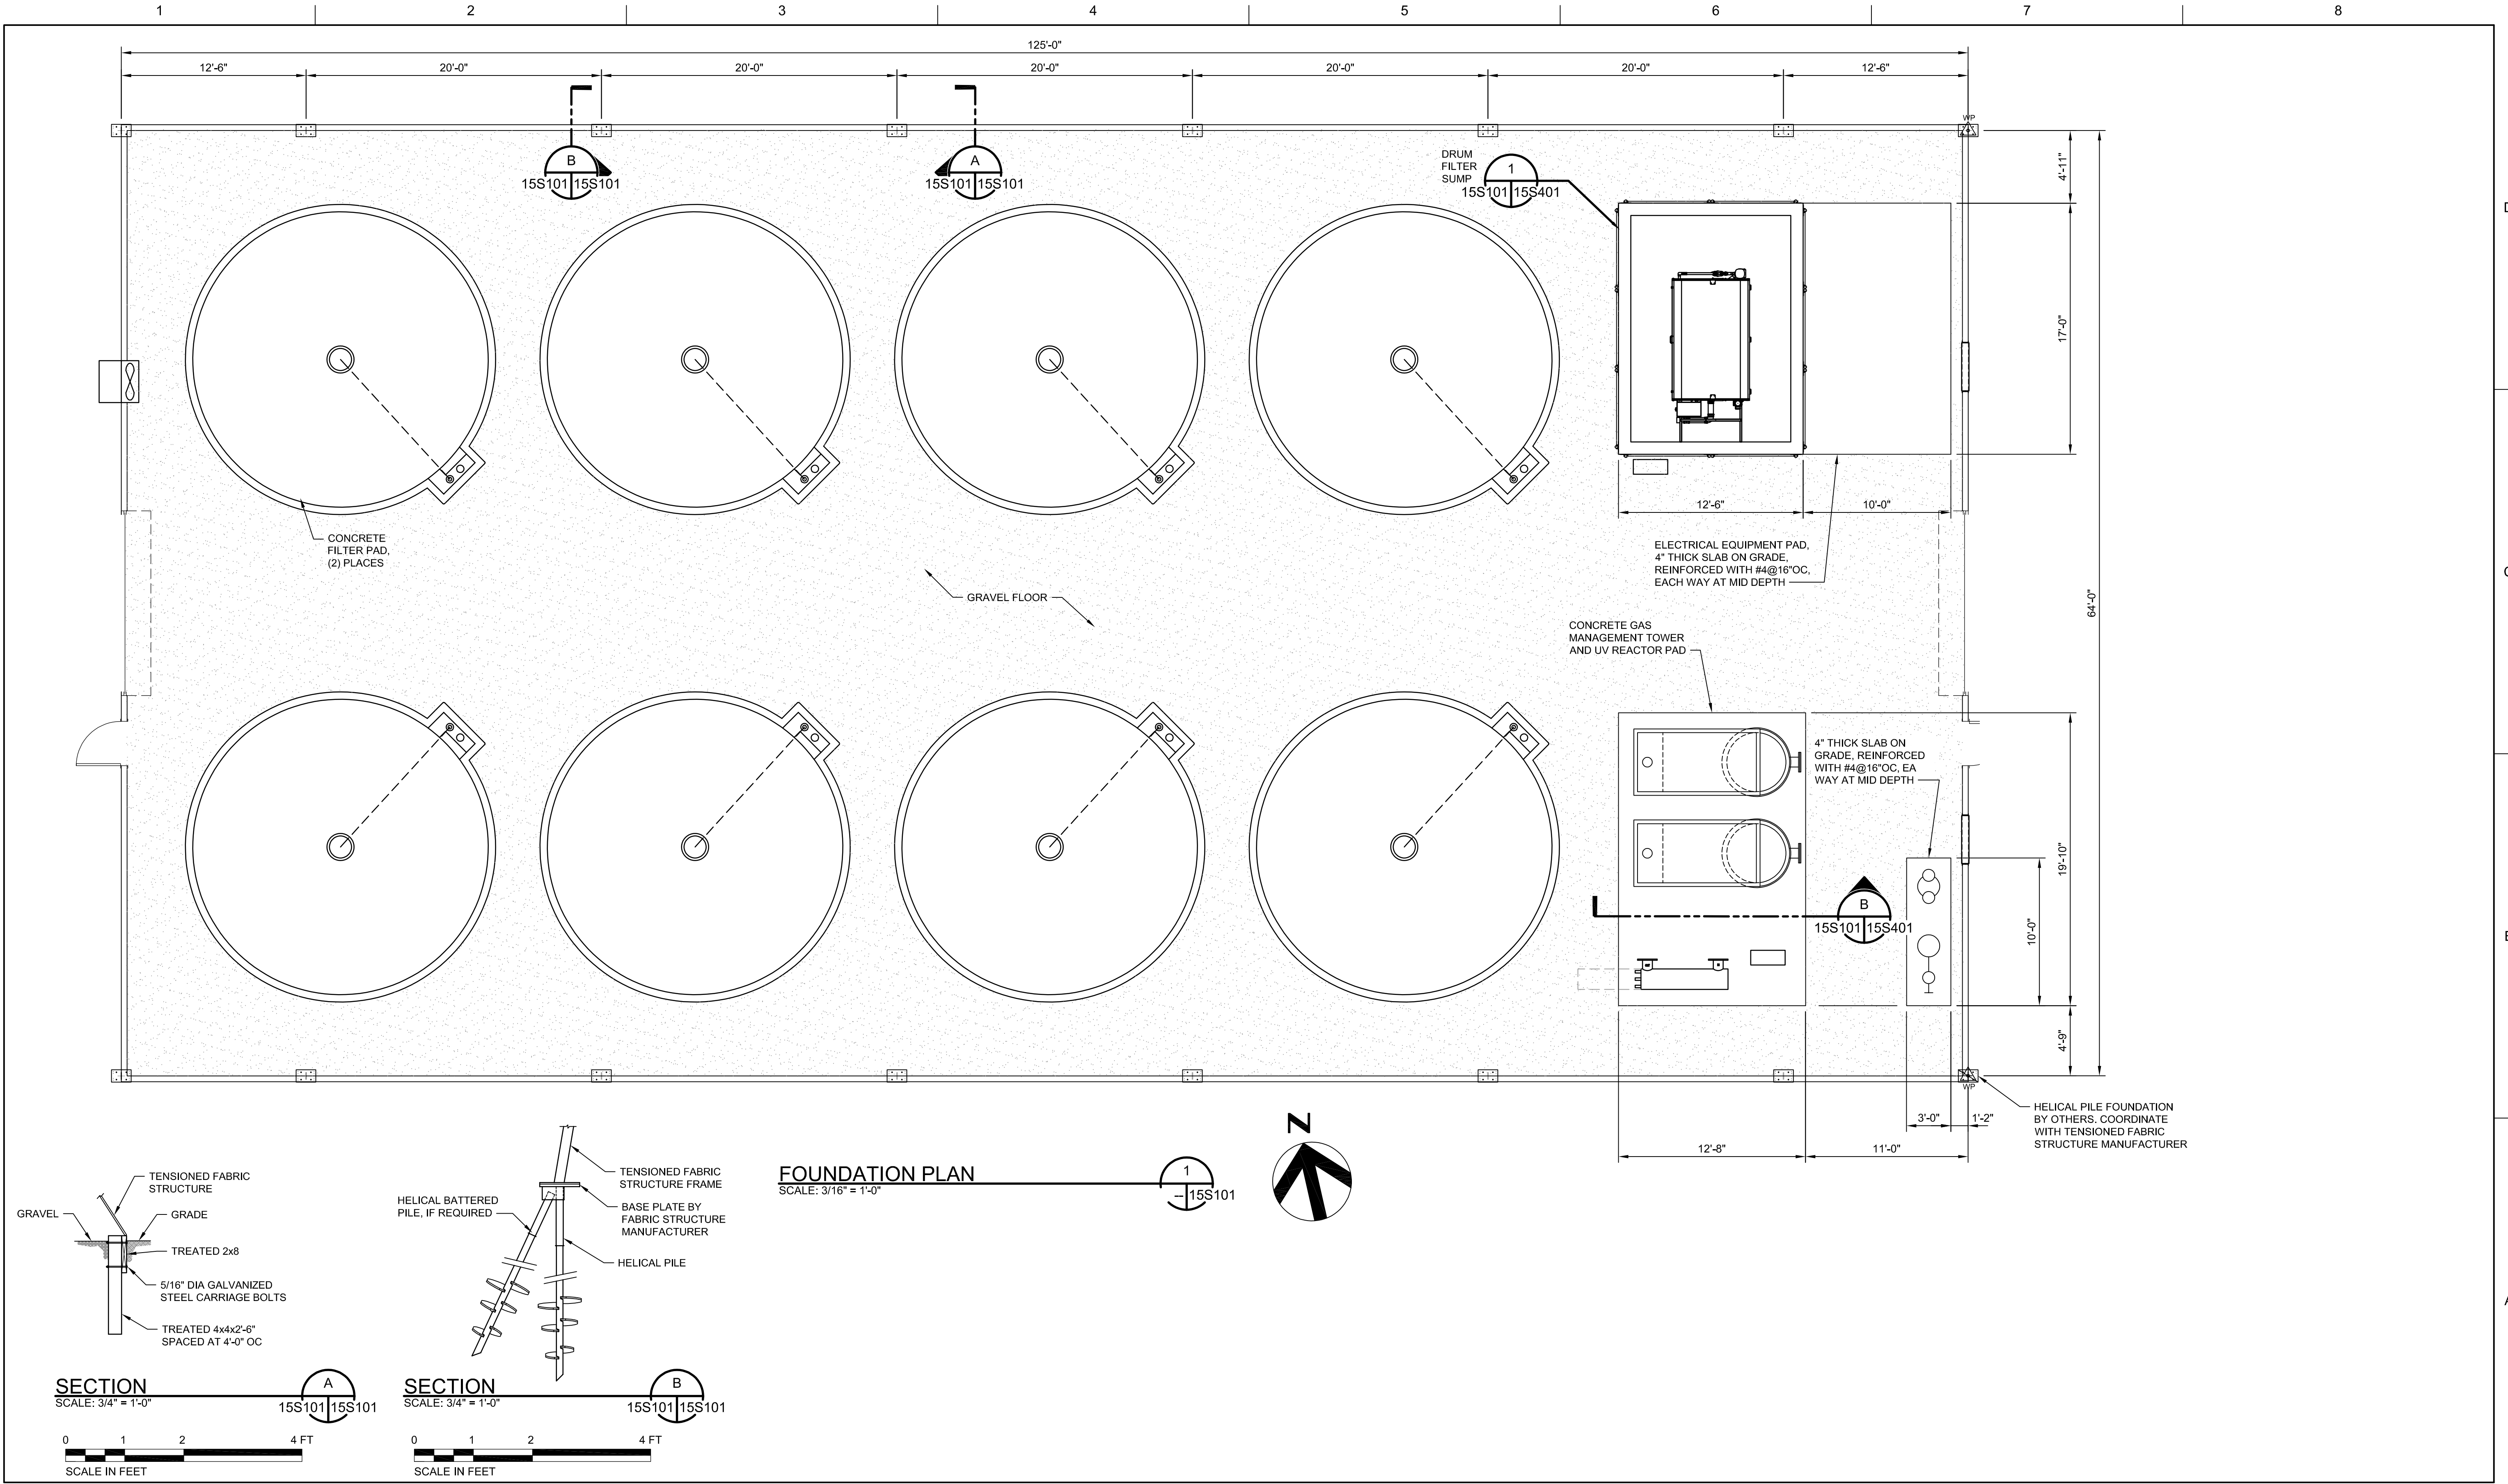 1 2 3 4 5 6 7 8
125'-0"
12'-6" 20'-0" 20'-0" 20'-0" 20'-0" 20'-0" 12'-6"
WP
B
15S101 15S101
A
15S101 15S101
DRUM
FILTER
SUMP
1
15S101 15S401
4'-11"
17'-0"
64'-0"
D
12'-6" 10'-0"
CONCRETE
FILTER PAD,
(2) PLACES
GRAVEL FLOOR
ELECTRICAL EQUIPMENT PAD,
4" THICK SLAB ON GRADE,
REINFORCED WITH #4@16"OC,
EACH WAY AT MID DEPTH
CONCRETE GAS
MANAGEMENT TOWER
AND UV REACTOR PAD
4" THICK SLAB ON
GRADE, REINFORCED
WITH #4@16"OC, EA
WAY AT MID DEPTH
B
15S101 15S401
19'-10"
10'-0"
4'-9"
WP
3'-0" 1'-2"
12'-8" 11'-0"
HELICAL PILE FOUNDATION
BY OTHERS. COORDINATE
WITH TENSIONED FABRIC
STRUCTURE MANUFACTURER
A
TENSIONED FABRIC
STRUCTURE
GRAVEL
GRADE
TREATED 2x8
5/16" DIA GALVANIZED
STEEL CARRIAGE BOLTS
TREATED 4x4x2'-6"
SPACED AT 4'-0" OC
SECTION
SCALE: 3/4" = 1'-0"
A
15S101 15S101
0 1 2 4 FT
SCALE IN FEET
TENSIONED FABRIC
STRUCTURE FRAME
HELICAL BATTERED
PILE, IF REQUIRED
BASE PLATE BY
FABRIC STRUCTURE
MANUFACTURER
HELICAL PILE
SECTION
SCALE: 3/4" = 1'-0"
B
15S101 15S101
0 1 2 4 FT
SCALE IN FEET
FOUNDATION PLAN
SCALE: 3/16" = 1'-0"
1
-- 15S101
N